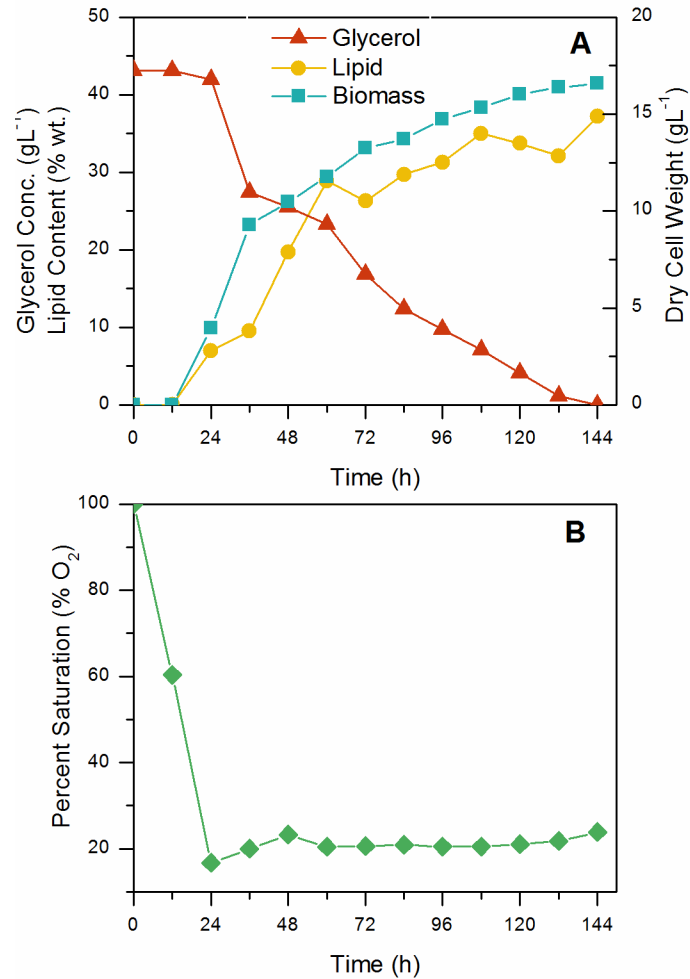 A
Glycerol
Lipid
Biomass
Glycerol Conc. (gL⁻¹)
Lipid Content (% wt.)
50
40
30
20
10
0
20
15
10
5
0
Dry Cell Weight (gL⁻¹)
0 24 48 72 96 120 144
Time (h)
B
Percent Saturation (% O₂)
100
80
60
40
20
0 24 48 72 96 120 144
Time (h)